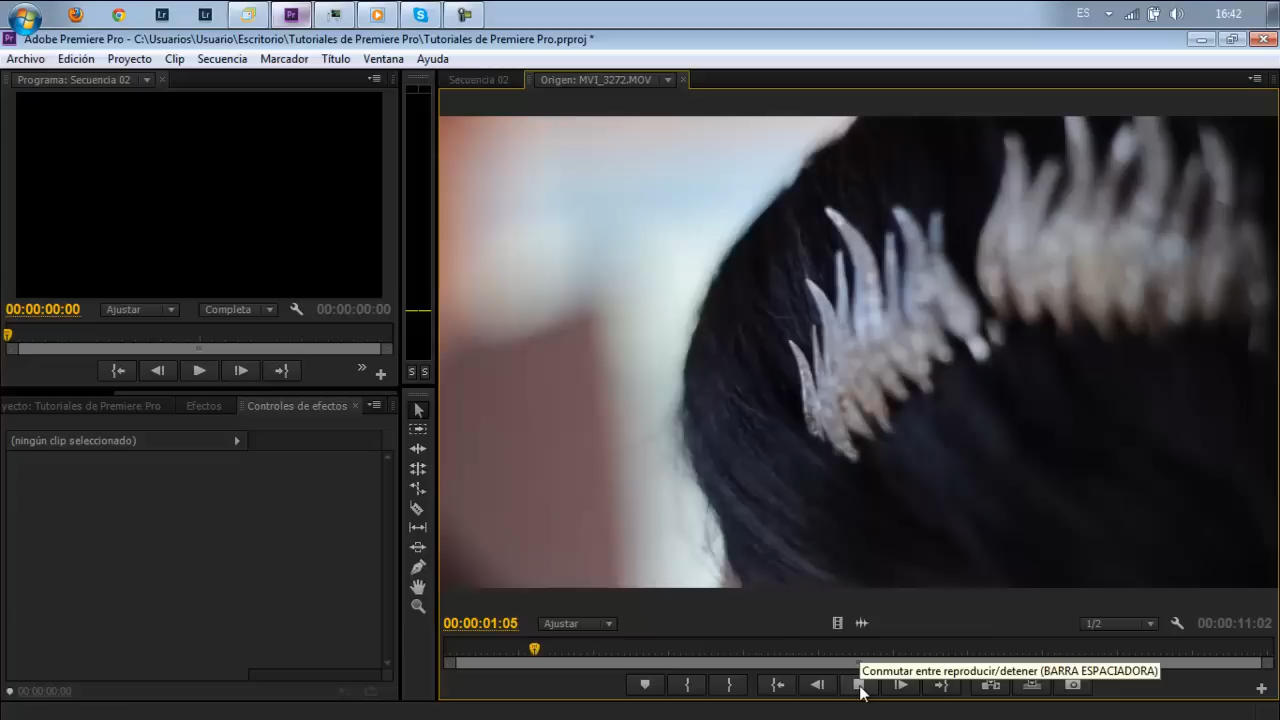 Lr
Lr
Pr
ES
16:42
Pr
Adobe Premiere Pro - C:\Usuarios\Usuario\Escritorio\Tutoriales de Premiere Pro\Tutoriales de Premiere Pro.prproj *
Archivo Edición Proyecto Clip Secuencia Marcador Título Ventana Ayuda
Programa: Secuencia 02
Secuencia 02
Origen: MVI_3272.MOV
00:00:00:00
Ajustar
Completa
00:00:00:00
S S
yecto: Tutoriales de Premiere Pro
Efectos
Controles de efectos
(ningún clip seleccionado)
00:00:01:05
Ajustar
1/2
00:00:11:02
Conmutar entre reproducir/detener (BARRA ESPACIADORA)
00:00:00:00